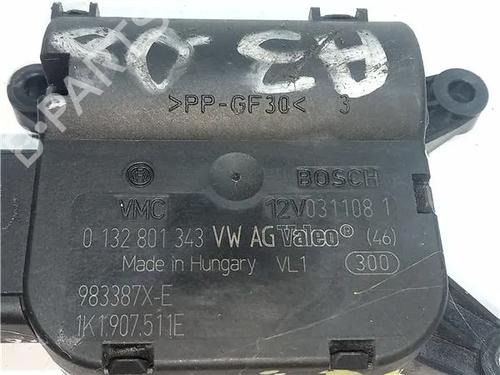 A3
>PP-GF30< 3
BOSCH
VMC 12V031108 1
0 132 801 343 VW AG Valeo® (46)
Made in Hungary VL1 300
983387X-E
1K1.907.511E